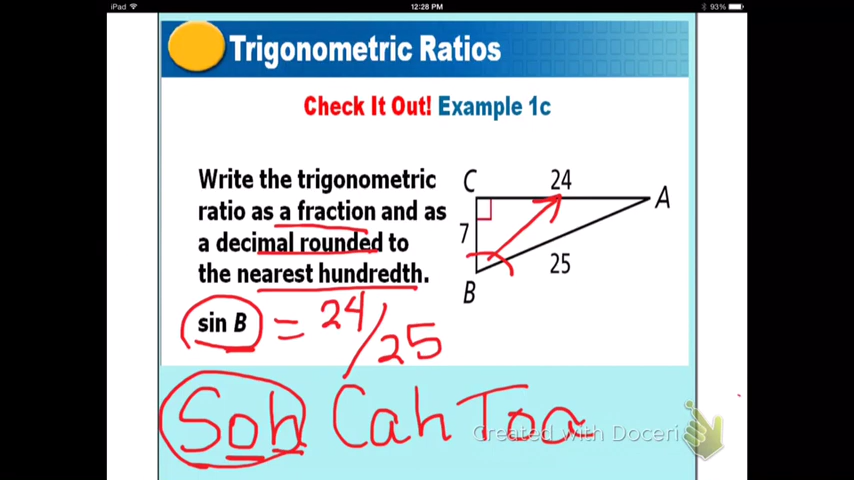 iPad 12:28 PM 93%
Trigonometric Ratios
Check It Out! Example 1c
Write the trigonometric
ratio as a fraction and as
a decimal rounded to
the nearest hundredth.
C 24 A
7
25
B
sin B = 24/25
Soh Cah Toa
Created with Doceri